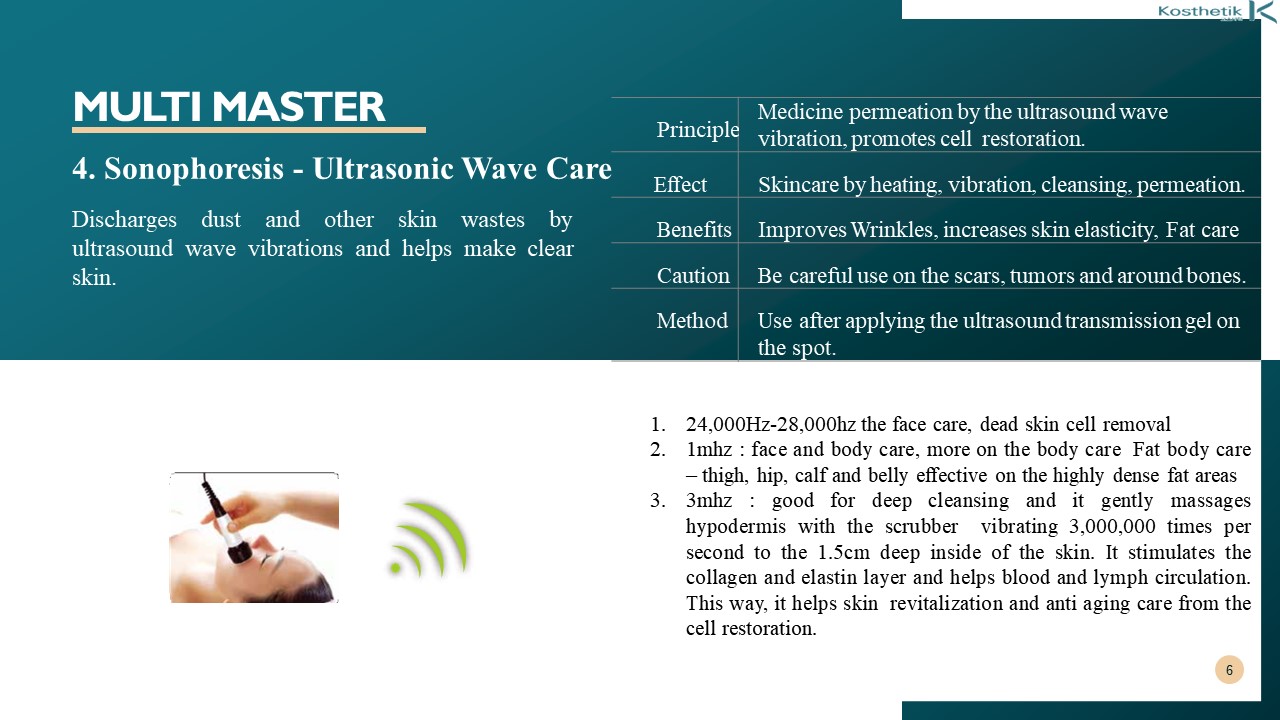 Kosthetik
MULTI MASTER
4. Sonophoresis - Ultrasonic Wave Care
Discharges dust and other skin wastes by
ultrasound wave vibrations and helps make clear
skin.
Principle
Medicine permeation by the ultrasound wave
vibration, promotes cell restoration.
Effect
Skincare by heating, vibration, cleansing, permeation.
Benefits
Improves Wrinkles, increases skin elasticity, Fat care
Caution
Be careful use on the scars, tumors and around bones.
Method
Use after applying the ultrasound transmission gel on
the spot.
1. 24,000Hz-28,000hz the face care, dead skin cell removal
2. 1mhz : face and body care, more on the body care Fat body care
– thigh, hip, calf and belly effective on the highly dense fat areas
3. 3mhz : good for deep cleansing and it gently massages
hypodermis with the scrubber vibrating 3,000,000 times per
second to the 1.5cm deep inside of the skin. It stimulates the
collagen and elastin layer and helps blood and lymph circulation.
This way, it helps skin revitalization and anti aging care from the
cell restoration.
6